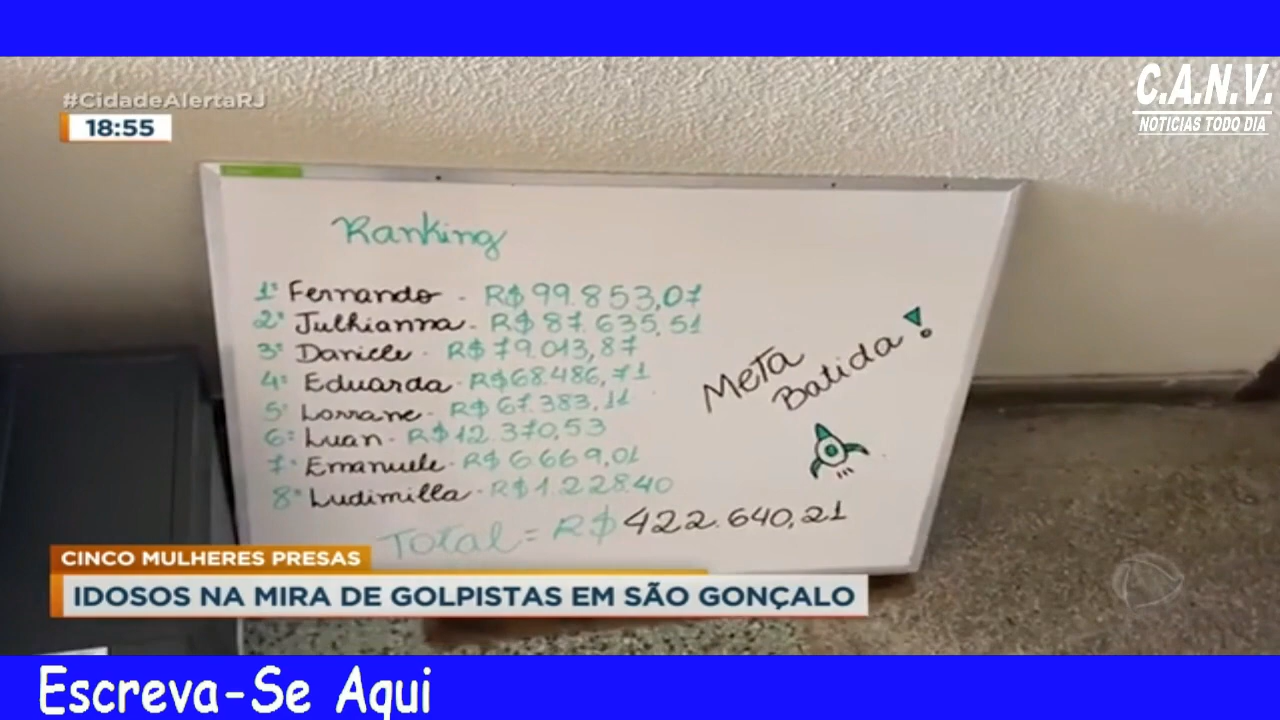 #CidadeAlertaRJ
18:55
C.A.N.V.
NOTICIAS TODO DIA
Ranking
1º Fernando - R$ 99.853,07
2º Julhianna - R$ 87.635,51
3º Daniele - R$ 79.013,87
4º Eduarda - R$ 68.486,71
5º Lorrane - R$ 67.383,11
6º Luan - R$ 12.370,53
7º Emanuele - R$ 6.669,01
8º Ludimilla - R$ 1.228.40
Total = R$ 422.640,21
Meta
Batida!
CINCO MULHERES PRESAS
IDOSOS NA MIRA DE GOLPISTAS EM SÃO GONÇALO
Escreva-Se Aqui